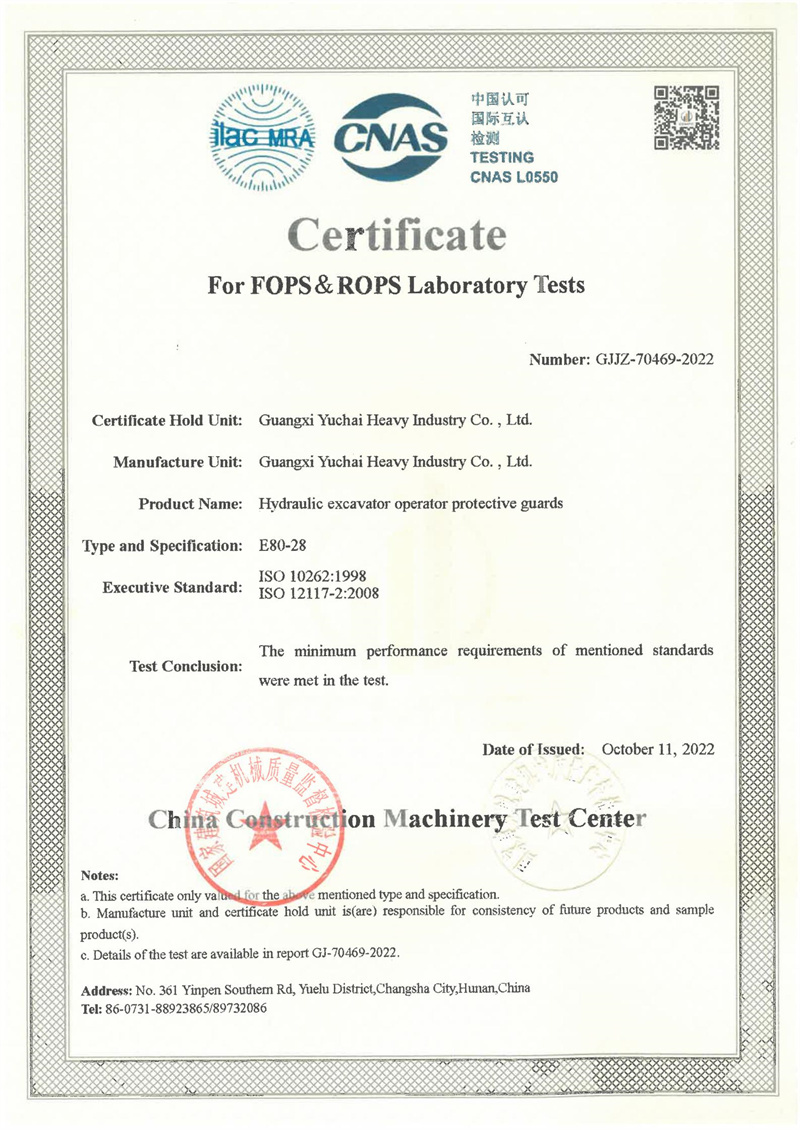 ilac-MRA
CNAS
中国认可
国际互认
检测
TESTING
CNAS L0550
Certificate
For FOPS&ROPS Laboratory Tests
Number: GJJZ-70469-2022
Certificate Hold Unit: Guangxi Yuchai Heavy Industry Co. , Ltd.
Manufacture Unit: Guangxi Yuchai Heavy Industry Co. , Ltd.
Product Name: Hydraulic excavator operator protective guards
Type and Specification: E80-28
Executive Standard: ISO 10262:1998
ISO 12117-2:2008
Test Conclusion: The minimum performance requirements of mentioned standards
were met in the test.
Date of Issued: October 11, 2022
China Construction Machinery Test Center
Notes:
a. This certificate only valued for the above mentioned type and specification.
b. Manufacture unit and certificate hold unit is(are) responsible for consistency of future products and sample
product(s).
c. Details of the test are available in report GJ-70469-2022.
Address: No. 361 Yinpen Southern Rd, Yuelu District,Changsha City,Hunan,China
Tel: 86-0731-88923865/89732086